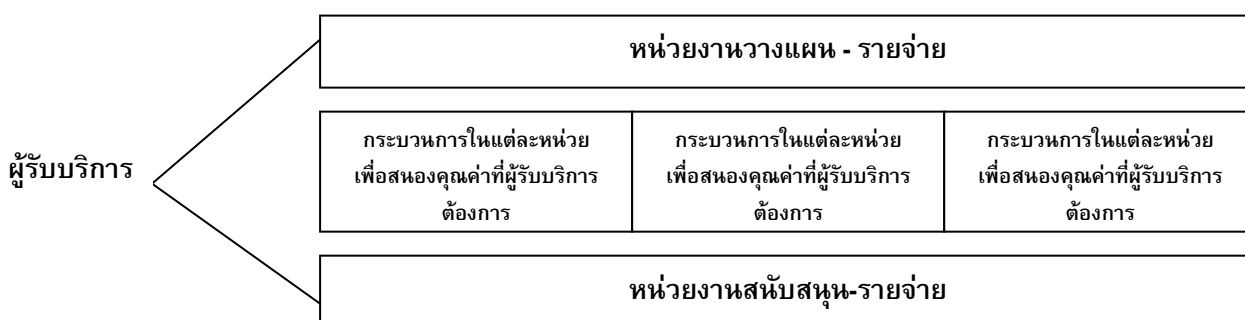 หน่วยงานวางแผน - รายจ่าย
ผู้รับบริการ
กระบวนการในแต่ละหน่วย
เพื่อสนองคุณค่าที่ผู้รับบริการ
ต้องการ
กระบวนการในแต่ละหน่วย
เพื่อสนองคุณค่าที่ผู้รับบริการ
ต้องการ
กระบวนการในแต่ละหน่วย
เพื่อสนองคุณค่าที่ผู้รับบริการ
ต้องการ
หน่วยงานสนับสนุน-รายจ่าย